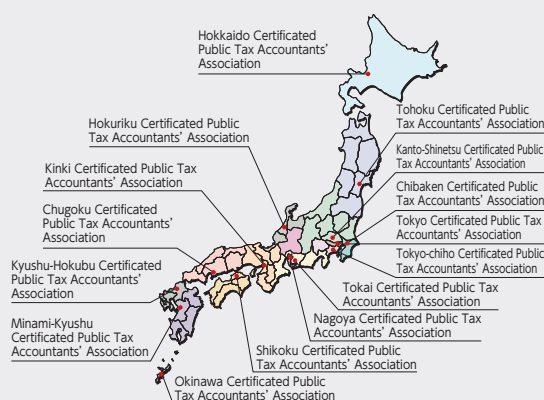 Hokkaido Certificated
Public Tax Accountants'
Association
Hokuriku Certificated Public
Tax Accountants' Association
Kinki Certificated Public Tax
Accountants' Association
Chugoku Certificated
Public Tax Accountants'
Association
Kyushu-Hokubu Certificated
Public Tax Accountants'
Association
Minami-Kyushu
Certificated Public Tax
Accountants' Association
Tohoku Certificated Public
Tax Accountants' Association
Kanto-Shinetsu Certificated Public
Tax Accountants' Association
Chibaken Certificated Public
Tax Accountants' Association
Tokyo Certificated Public Tax
Accountants' Association
Tokyo-chiho Certificated Public
Tax Accountants' Association
Tokai Certificated Public Tax
Accountants' Association
Nagoya Certificated Public Tax
Accountants' Association
Shikoku Certificated Public
Tax Accountants' Association
Okinawa Certificated Public
Tax Accountants' Association